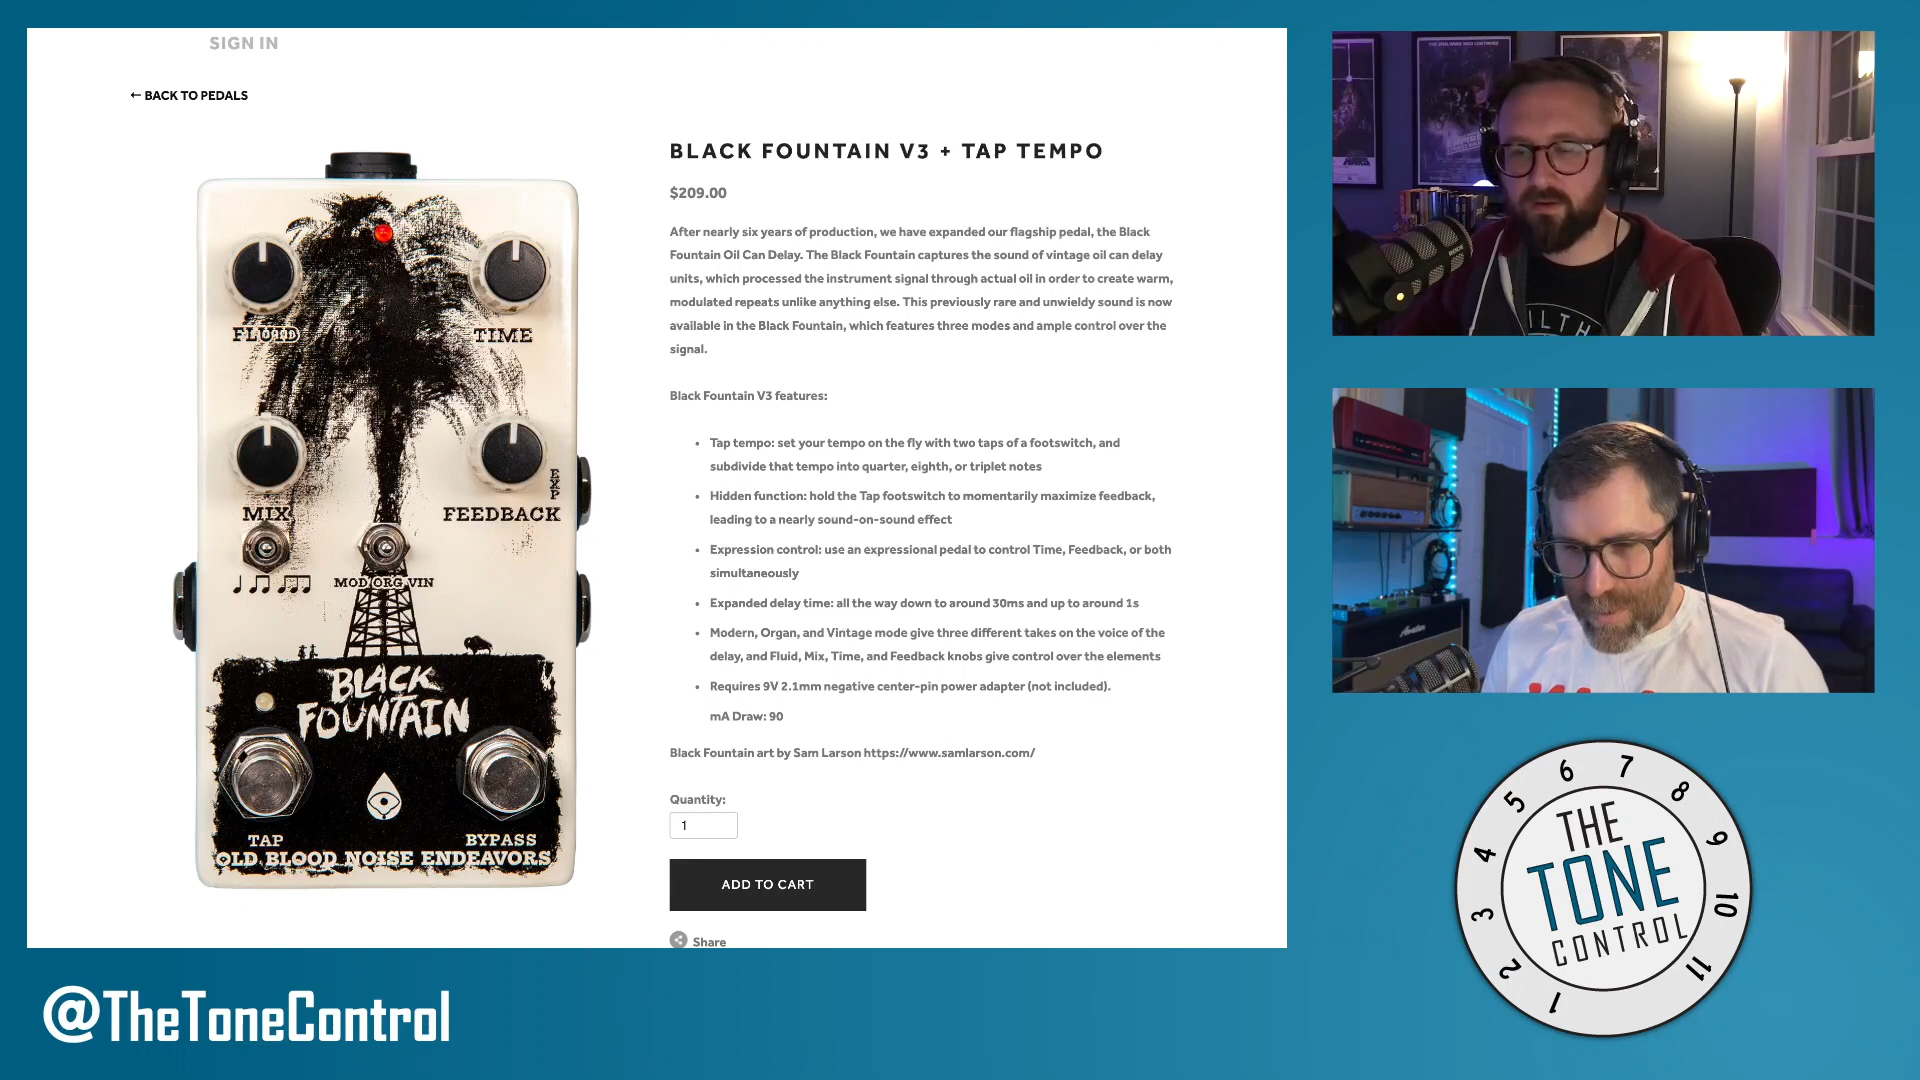 SIGN IN
← BACK TO PEDALS
FLUID
TIME
MIX
FEEDBACK
EXP
MOD ORG VIN
BLACK
FOUNTAIN
TAP
BYPASS
OLD BLOOD NOISE ENDEAVORS
BLACK FOUNTAIN V3 + TAP TEMPO
$209.00
After nearly six years of production, we have expanded our flagship pedal, the Black
Fountain Oil Can Delay. The Black Fountain captures the sound of vintage oil can delay
units, which processed the instrument signal through actual oil in order to create warm,
modulated repeats unlike anything else. This previously rare and unwieldy sound is now
available in the Black Fountain, which features three modes and ample control over the
signal.
Black Fountain V3 features:
• Tap tempo: set your tempo on the fly with two taps of a footswitch, and
subdivide that tempo into quarter, eighth, or triplet notes
• Hidden function: hold the Tap footswitch to momentarily maximize feedback,
leading to a nearly sound-on-sound effect
• Expression control: use an expressional pedal to control Time, Feedback, or both
simultaneously
• Expanded delay time: all the way down to around 30ms and up to around 1s
• Modern, Organ, and Vintage mode give three different takes on the voice of the
delay, and Fluid, Mix, Time, and Feedback knobs give control over the elements
• Requires 9V 2.1mm negative center-pin power adapter (not included).
mA Draw: 90
Black Fountain art by Sam Larson https://www.samlarson.com/
Quantity:
1
ADD TO CART
Share
@TheToneControl
1 2 3 4 5 6 7 8 9 10 11
THE
TONE
CONTROL